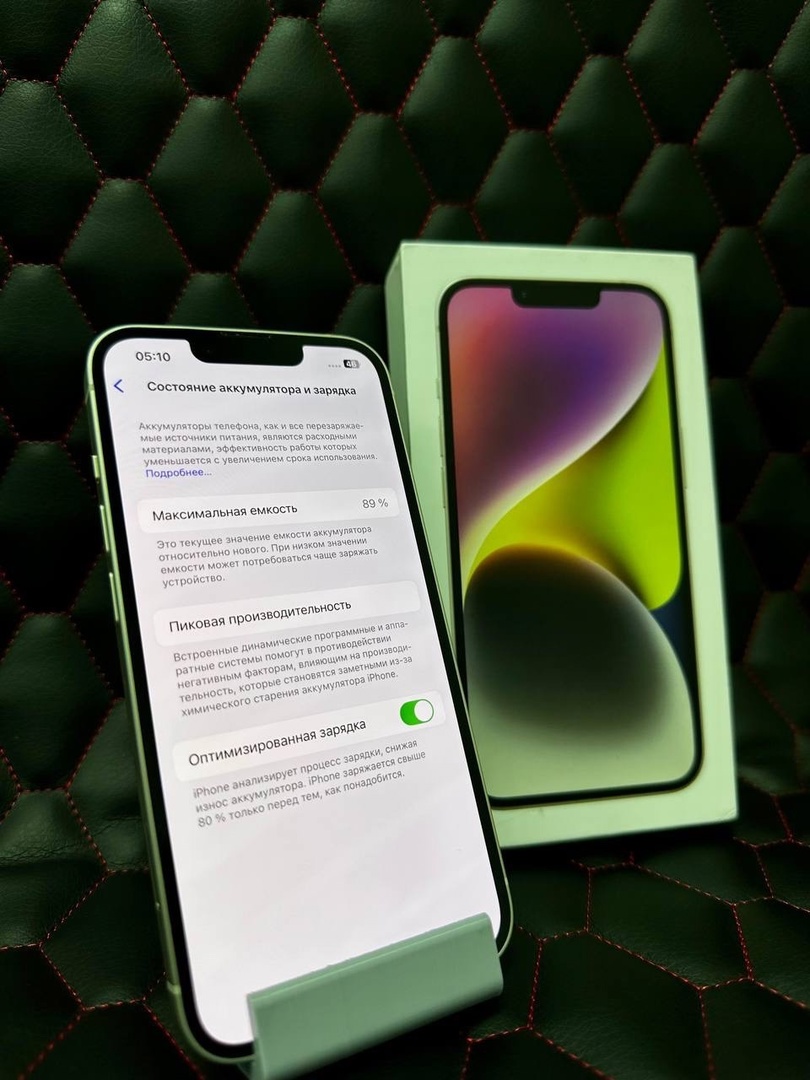 05:10
48
Состояние аккумулятора и зарядка
Аккумуляторы телефона, как и все перезаряжае-
мые источники питания, являются расходными
материалами, эффективность работы которых
уменьшается с увеличением срока использования.
Подробнее...
Максимальная емкость 89 %
Это текущее значение емкости аккумулятора
относительно нового. При низком значении
емкости может потребоваться чаще заряжать
устройство.
Пиковая производительность
Встроенные динамические программные и аппа-
ратные системы помогут в противодействии
негативным факторам, влияющим на производи-
тельность, которые становятся заметными из-за
химического старения аккумулятора iPhone.
Оптимизированная зарядка
iPhone анализирует процесс зарядки, снижая
износ аккумулятора. iPhone заряжается свыше
80 % только перед тем, как понадобится.